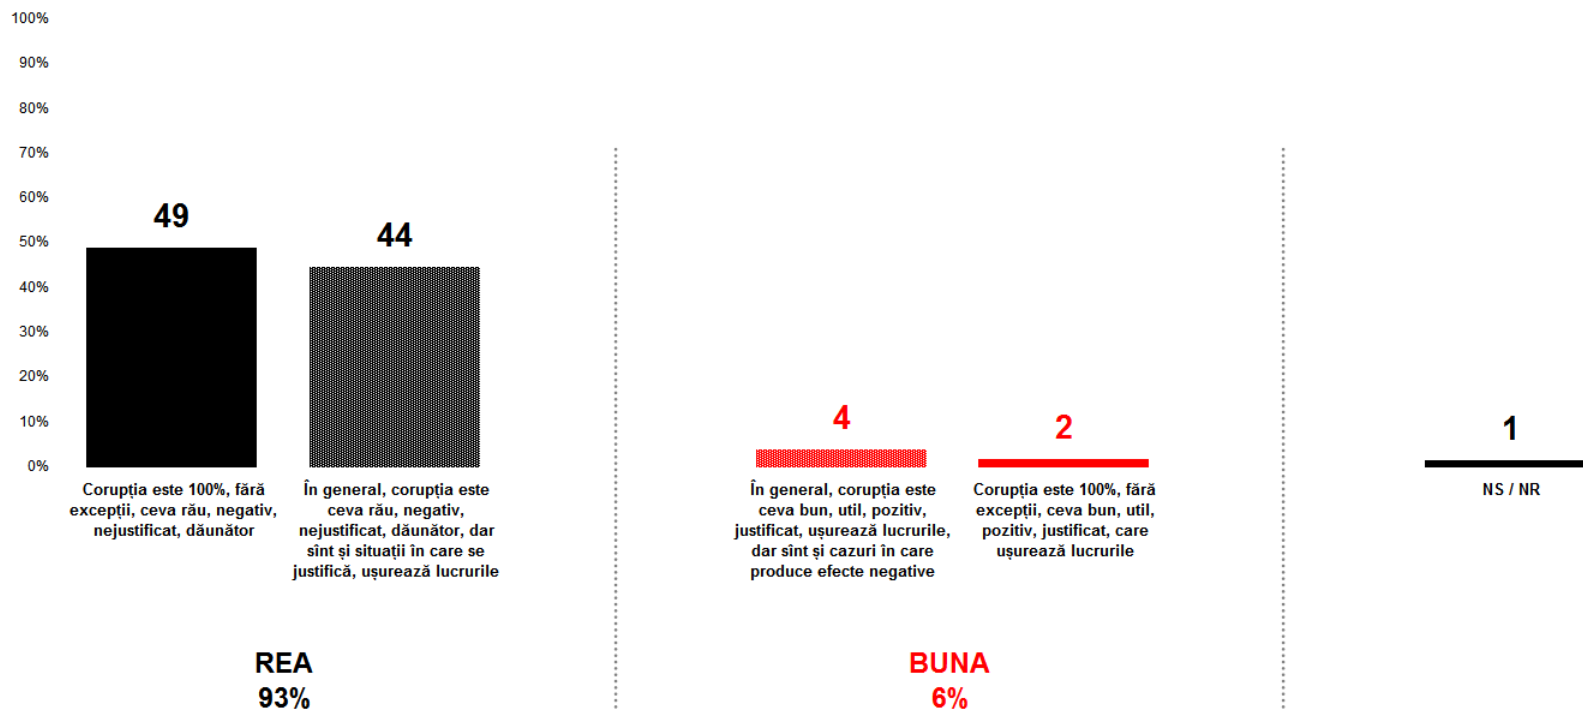 100%
90%
80%
70%
60%
50%
40%
30%
20%
10%
0%
49
44
4
2
1
Corupția este 100%, fără
excepții, ceva rău, negativ,
nejustificat, dăunător
În general, corupția este
ceva rău, negativ,
nejustificat, dăunător, dar
sînt și situații în care se
justifică, ușurează lucrurile
În general, corupția este
ceva bun, util, pozitiv,
justificat, ușurează lucrurile,
dar sînt și cazuri în care
produce efecte negative
Corupția este 100%, fără
excepții, ceva bun, util,
pozitiv, justificat, care
ușurează lucrurile
NS / NR
REA
93%
BUNA
6%